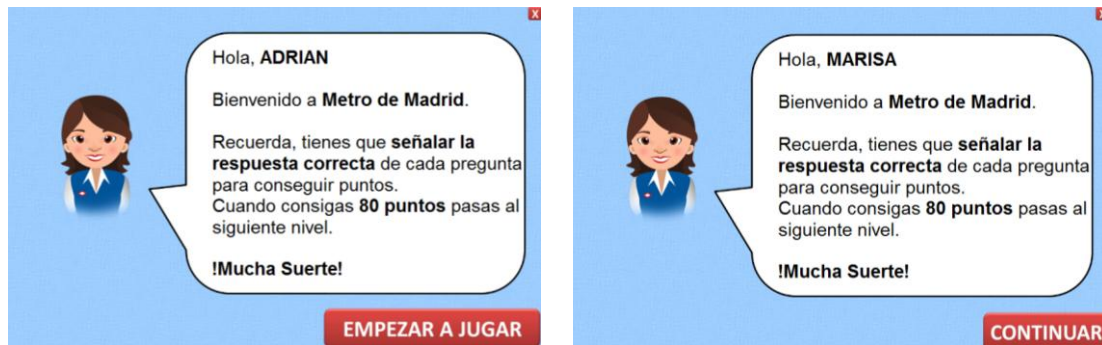 X
Hola, ADRIAN
Bienvenido a Metro de Madrid.
Recuerda, tienes que señalar la
respuesta correcta de cada pregunta
para conseguir puntos.
Cuando consigas 80 puntos pasas al
siguiente nivel.
!Mucha Suerte!
EMPEZAR A JUGAR
X
Hola, MARISA
Bienvenido a Metro de Madrid.
Recuerda, tienes que señalar la
respuesta correcta de cada pregunta
para conseguir puntos.
Cuando consigas 80 puntos pasas al
siguiente nivel.
!Mucha Suerte!
CONTINUAR